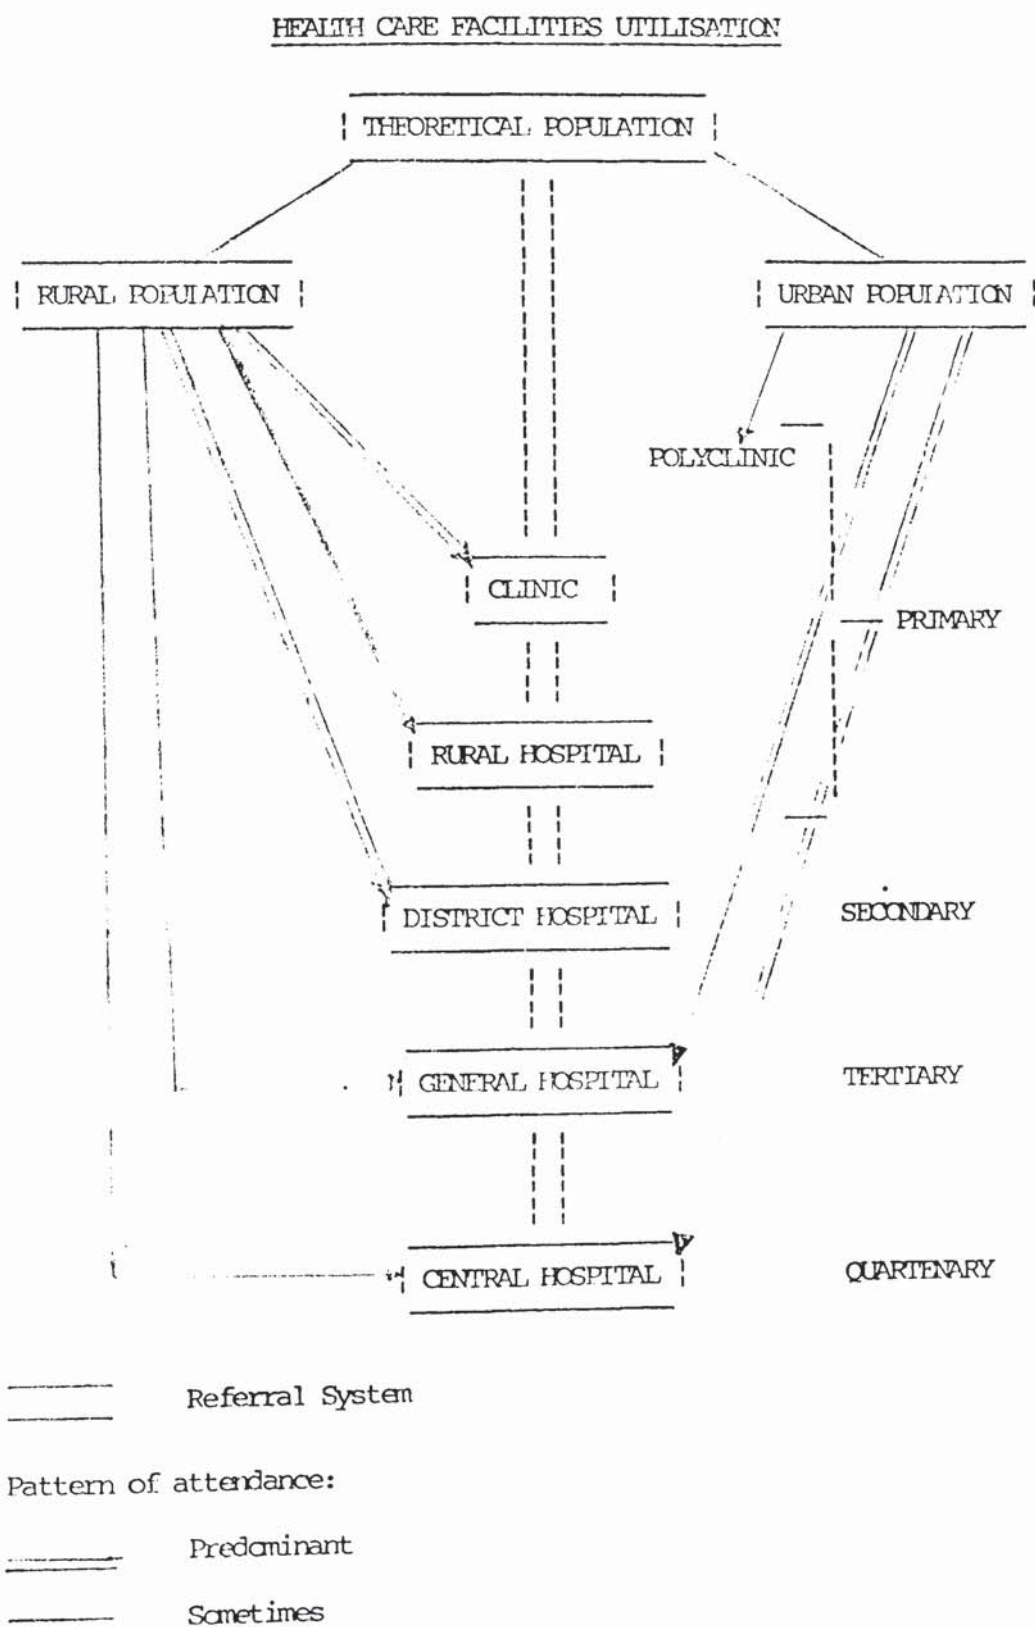 HEALTH CARE FACILITIES UTILISATION
THEORETICAL POPULATION
RURAL POPULATION
URBAN POPULATION
POLYCLINIC
CLINIC
PRIMARY
RURAL HOSPITAL
DISTRICT HOSPITAL
SECONDARY
GENERAL HOSPITAL
TERTIARY
CENTRAL HOSPITAL
QUARTENARY
Referral System
Pattern of attendance:
Predominant
Sometimes